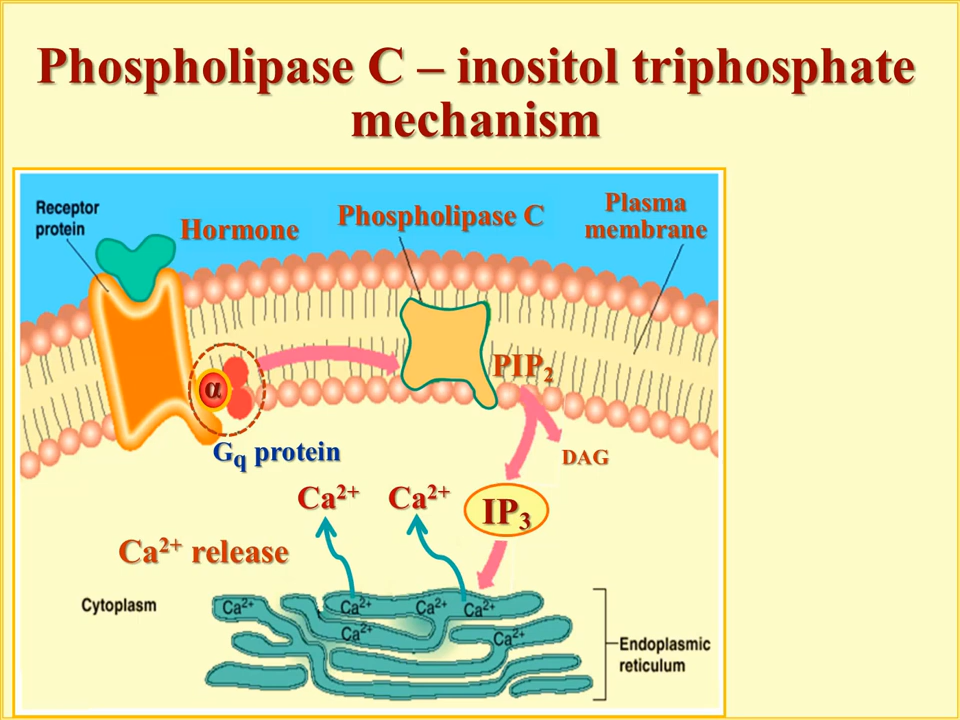 Phospholipase C – inositol triphosphate
mechanism
Receptor
protein
Hormone
Phospholipase C
Plasma
membrane
α
PIP₂
Gq protein
DAG
Ca²⁺ Ca²⁺
IP₃
Ca²⁺ release
Cytoplasm
Ca²⁺ Ca²⁺ Ca²⁺ Ca²⁺
Ca²⁺ Ca²⁺
Endoplasmic
reticulum